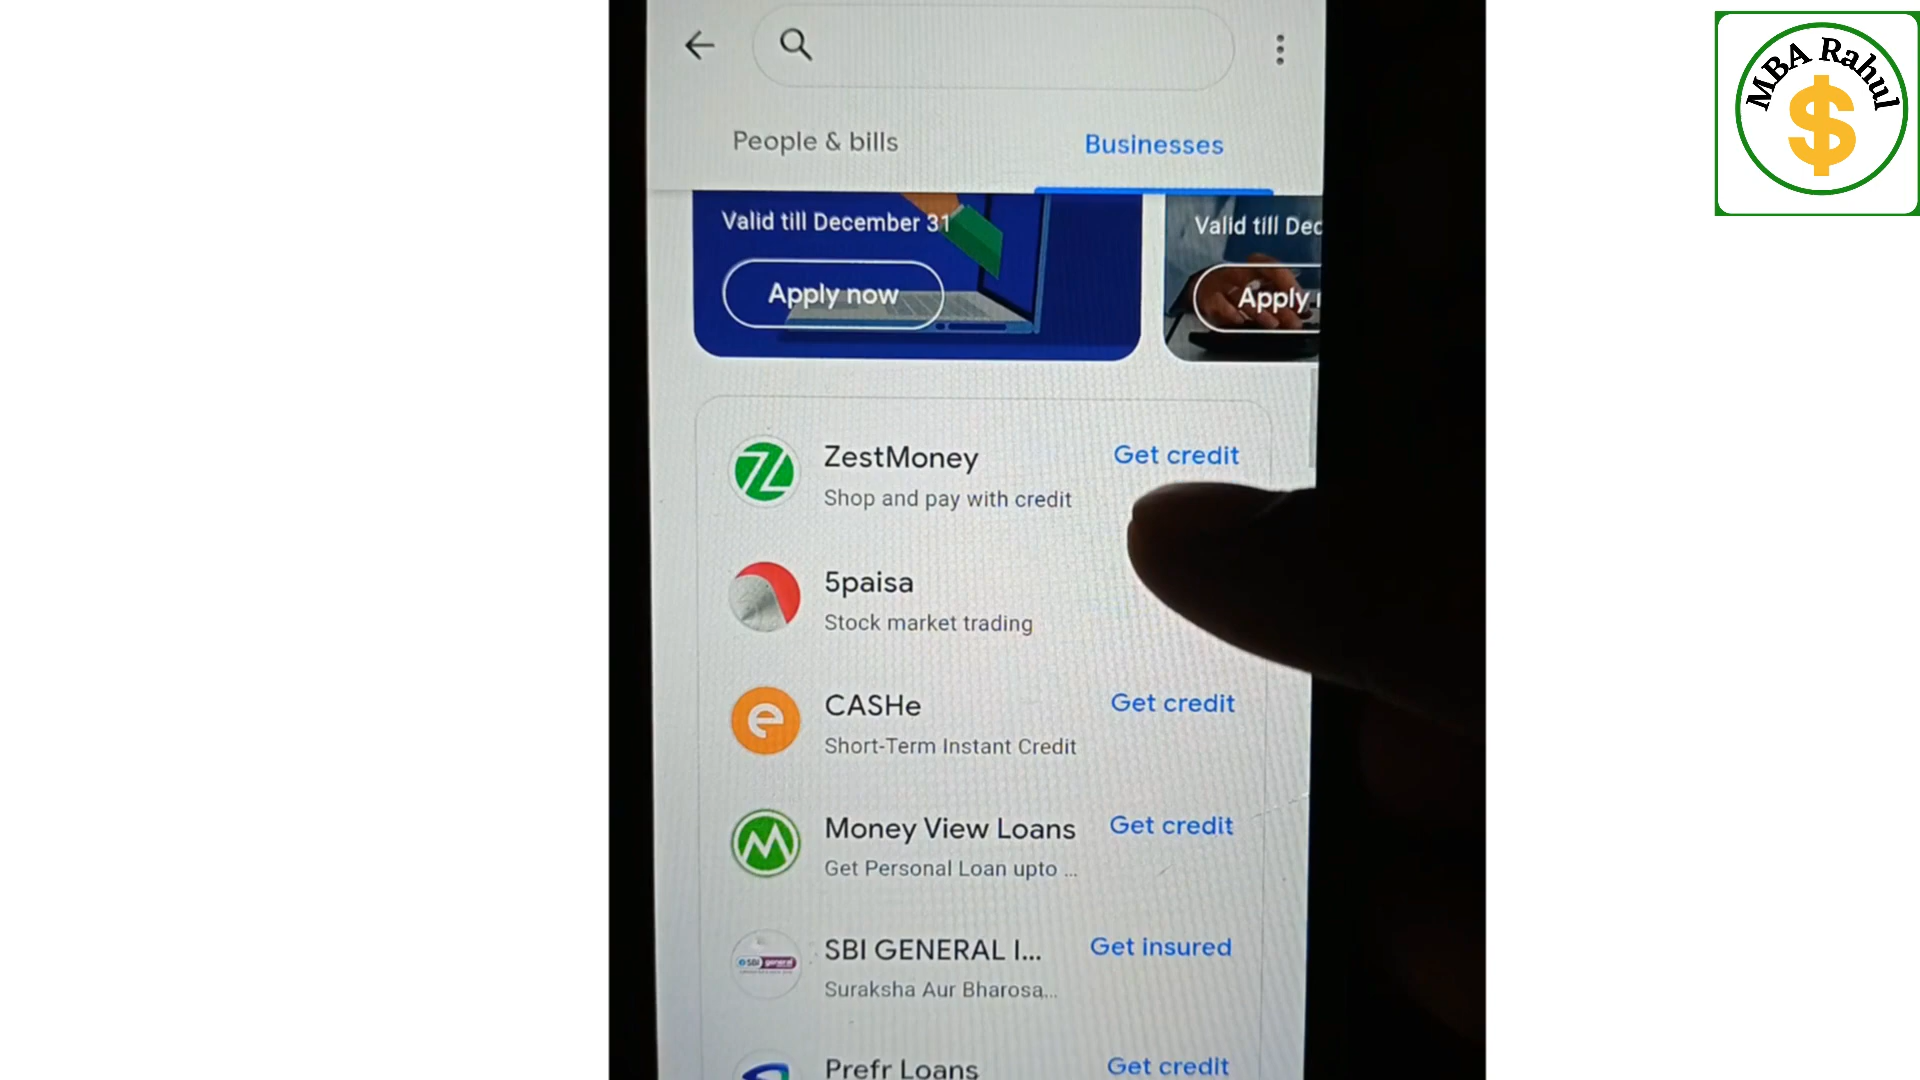 MBA Rahul
$
People & bills
Businesses
Valid till December 31
Apply now
Valid till Dec
Apply
ZestMoney
Get credit
Shop and pay with credit
5paisa
Stock market trading
CASHe
Get credit
Short-Term Instant Credit
Money View Loans
Get credit
Get Personal Loan upto ...
SBI GENERAL I...
Get insured
SBI general
Suraksha Aur Bharosa...
Prefr Loans
Get credit